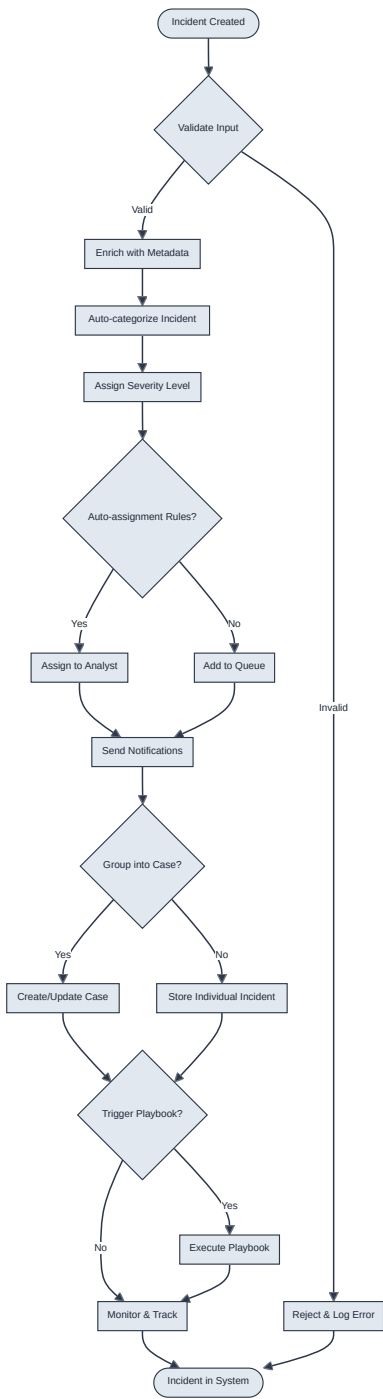 Incident Created
Validate Input
Valid
Enrich with Metadata
Auto-categorize Incident
Assign Severity Level
Auto-assignment Rules?
Yes
No
Assign to Analyst
Add to Queue
Invalid
Send Notifications
Group into Case?
Yes
No
Create/Update Case
Store Individual Incident
Trigger Playbook?
Yes
No
Execute Playbook
Monitor & Track
Reject & Log Error
Incident in System